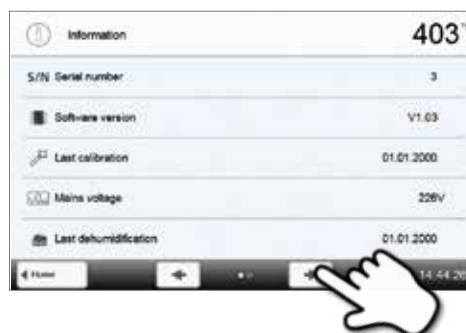 Information 403°
S/N Serial number 3
Software version V1.03
Last calibration 01.01.2000
Mains voltage 226V
Last dehumidification 01.01.2000
Home 14:44:26